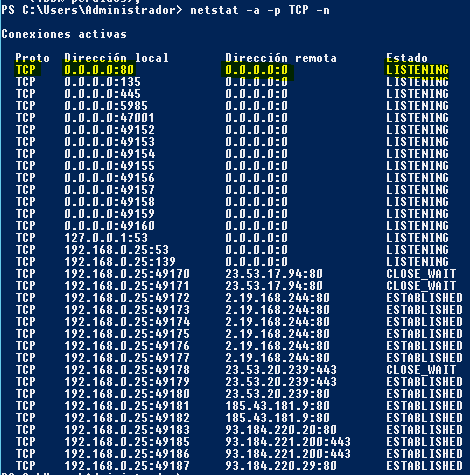 PS C:\Users\Administrador> netstat -a -p TCP -n
Conexiones activas
Proto Dirección local Dirección remota Estado
TCP 0.0.0.0:80 0.0.0.0:0 LISTENING
TCP 0.0.0.0:135 0.0.0.0:0 LISTENING
TCP 0.0.0.0:445 0.0.0.0:0 LISTENING
TCP 0.0.0.0:5985 0.0.0.0:0 LISTENING
TCP 0.0.0.0:47001 0.0.0.0:0 LISTENING
TCP 0.0.0.0:49152 0.0.0.0:0 LISTENING
TCP 0.0.0.0:49153 0.0.0.0:0 LISTENING
TCP 0.0.0.0:49154 0.0.0.0:0 LISTENING
TCP 0.0.0.0:49155 0.0.0.0:0 LISTENING
TCP 0.0.0.0:49156 0.0.0.0:0 LISTENING
TCP 0.0.0.0:49157 0.0.0.0:0 LISTENING
TCP 0.0.0.0:49158 0.0.0.0:0 LISTENING
TCP 0.0.0.0:49159 0.0.0.0:0 LISTENING
TCP 0.0.0.0:49160 0.0.0.0:0 LISTENING
TCP 127.0.0.1:53 0.0.0.0:0 LISTENING
TCP 192.168.0.25:53 0.0.0.0:0 LISTENING
TCP 192.168.0.25:139 0.0.0.0:0 LISTENING
TCP 192.168.0.25:49170 23.53.17.94:80 CLOSE_WAIT
TCP 192.168.0.25:49171 23.53.17.94:80 CLOSE_WAIT
TCP 192.168.0.25:49172 2.19.168.244:80 ESTABLISHED
TCP 192.168.0.25:49173 2.19.168.244:80 ESTABLISHED
TCP 192.168.0.25:49174 2.19.168.244:80 ESTABLISHED
TCP 192.168.0.25:49175 2.19.168.244:80 ESTABLISHED
TCP 192.168.0.25:49176 2.19.168.244:80 ESTABLISHED
TCP 192.168.0.25:49177 2.19.168.244:80 ESTABLISHED
TCP 192.168.0.25:49178 23.53.20.239:443 CLOSE_WAIT
TCP 192.168.0.25:49179 23.53.20.239:443 ESTABLISHED
TCP 192.168.0.25:49180 23.53.20.239:443 ESTABLISHED
TCP 192.168.0.25:49181 185.43.181.9:80 ESTABLISHED
TCP 192.168.0.25:49182 185.43.181.9:80 ESTABLISHED
TCP 192.168.0.25:49183 93.184.220.20:80 ESTABLISHED
TCP 192.168.0.25:49185 93.184.221.200:443 ESTABLISHED
TCP 192.168.0.25:49186 93.184.221.200:443 ESTABLISHED
TCP 192.168.0.25:49187 93.184.220.29:80 ESTABLISHED